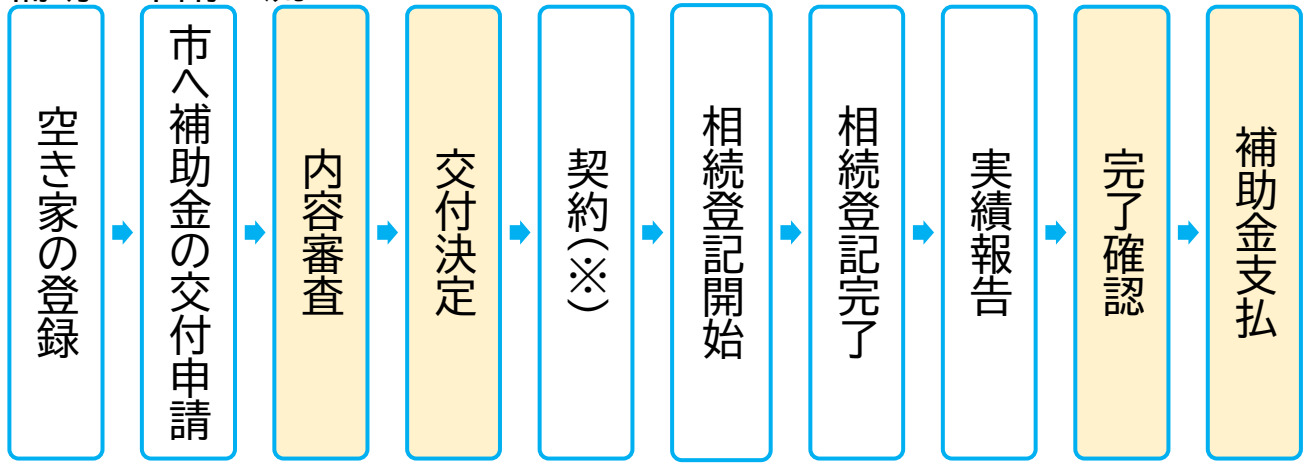 空き家の登録
市へ補助金の交付申請
内容審査
交付決定
契約(※)
相続登記開始
相続登記完了
実績報告
完了確認
補助金支払